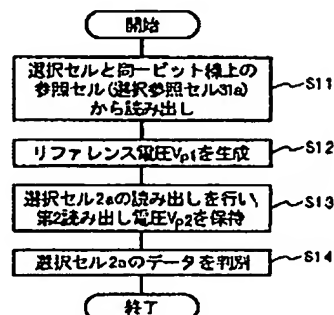 開始
選択セルと同一ビット線上の
参照セル(選択参照セル31a)
から読み出し
S11
リファレンス電圧Vp1を生成
S12
選択セル2aの読み出しを行い、
第2読み出し電圧Vp2を保持
S13
選択セル2aのデータを判別
S14
終了